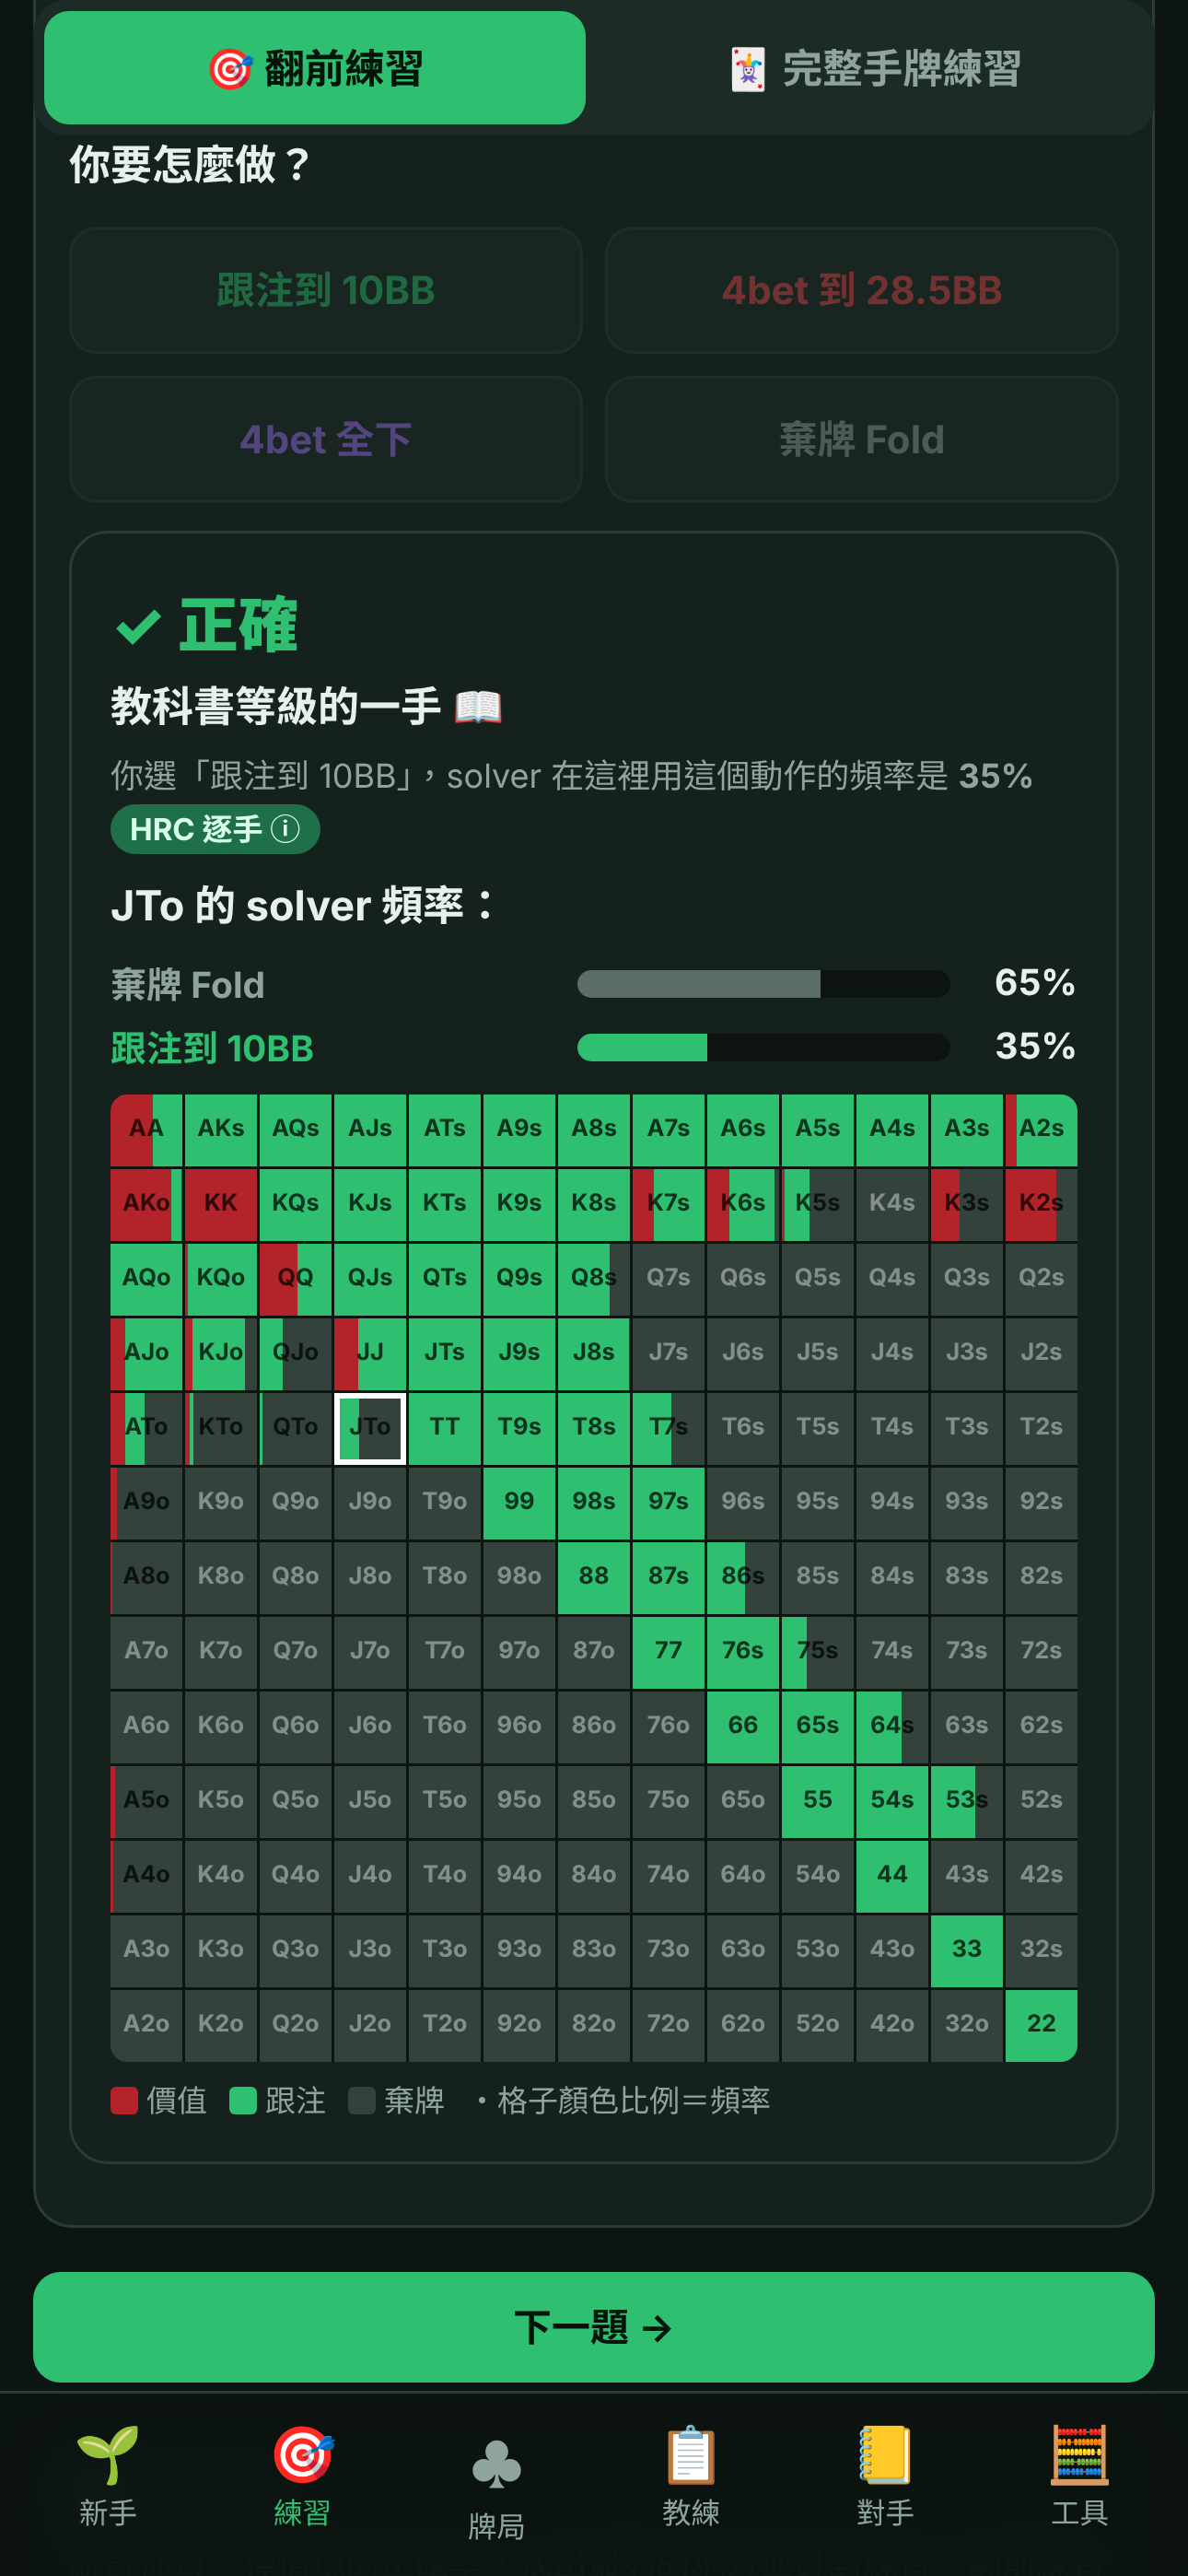 翻前練習
完整手牌練習
你要怎麼做？
跟注到 10BB
4bet 到 28.5BB
4bet 全下
棄牌 Fold
✓ 正確
教科書等級的一手
你選「跟注到 10BB」，solver 在這裡用這個動作的頻率是 35%
HRC 逐手 ⓘ
JTo 的 solver 頻率：
棄牌 Fold 65%
跟注到 10BB 35%
AA AKs AQs AJs ATs A9s A8s A7s A6s A5s A4s A3s A2s
AKo KK KQs KJs KTs K9s K8s K7s K6s K5s K4s K3s K2s
AQo KQo QQ QJs QTs Q9s Q8s Q7s Q6s Q5s Q4s Q3s Q2s
AJo KJo QJo JJ JTs J9s J8s J7s J6s J5s J4s J3s J2s
ATo KTo QTo JTo TT T9s T8s T7s T6s T5s T4s T3s T2s
A9o K9o Q9o J9o T9o 99 98s 97s 96s 95s 94s 93s 92s
A8o K8o Q8o J8o T8o 98o 88 87s 86s 85s 84s 83s 82s
A7o K7o Q7o J7o T7o 97o 87o 77 76s 75s 74s 73s 72s
A6o K6o Q6o J6o T6o 96o 86o 76o 66 65s 64s 63s 62s
A5o K5o Q5o J5o T5o 95o 85o 75o 65o 55 54s 53s 52s
A4o K4o Q4o J4o T4o 94o 84o 74o 64o 54o 44 43s 42s
A3o K3o Q3o J3o T3o 93o 83o 73o 63o 53o 43o 33 32s
A2o K2o Q2o J2o T2o 92o 82o 72o 62o 52o 42o 32o 22
價值 跟注 棄牌 ・格子顏色比例＝頻率
下一題 →
新手
練習
牌局
教練
對手
工具